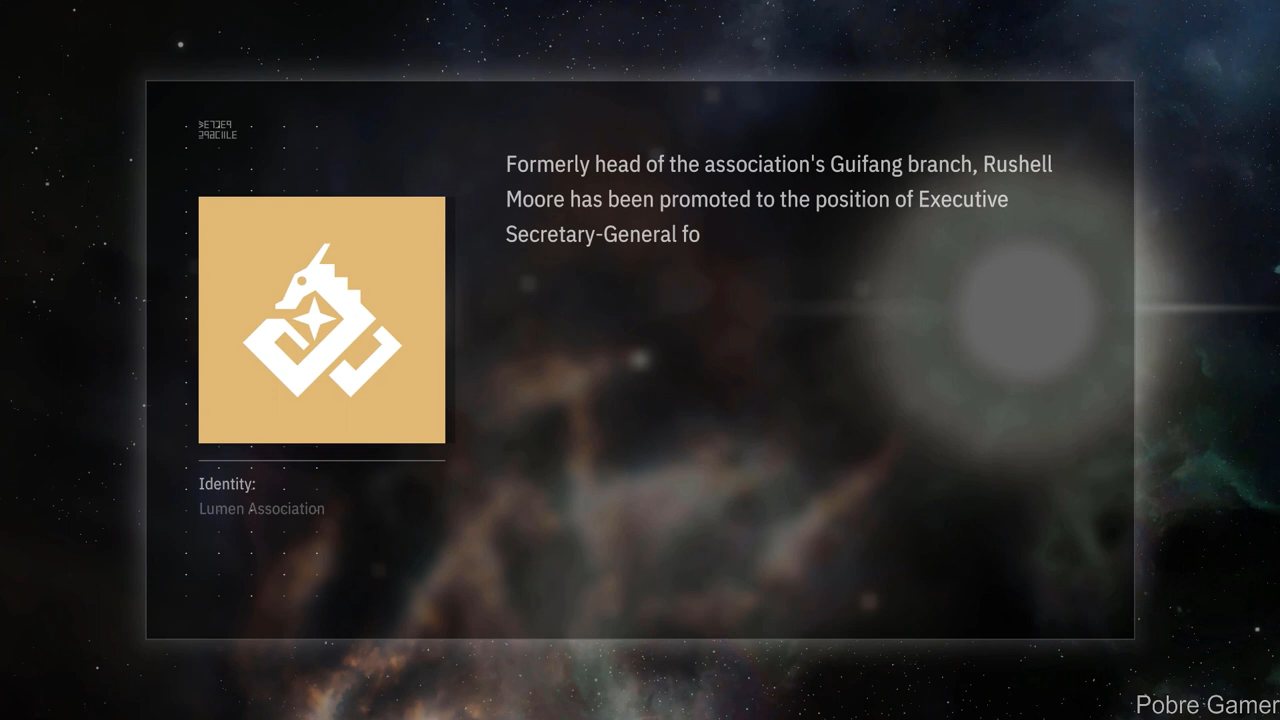 Formerly head of the association's Guifang branch, Rushell
Moore has been promoted to the position of Executive
Secretary-General fo
Identity:
Lumen Association
Pobre Gamer